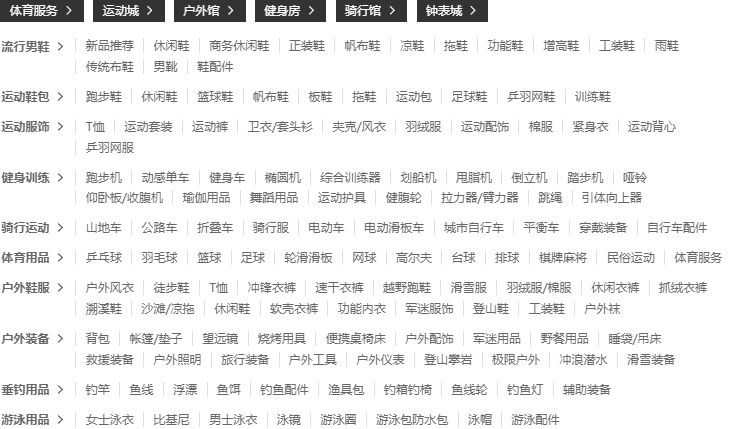 体育服务 > 运动城 > 户外馆 > 健身房 > 骑行馆 > 钟表城 >
流行男鞋 > 新品推荐 休闲鞋 商务休闲鞋 正装鞋 帆布鞋 凉鞋 拖鞋 功能鞋 增高鞋 工装鞋 雨鞋
传统布鞋 男靴 鞋配件
运动鞋包 > 跑步鞋 休闲鞋 篮球鞋 帆布鞋 板鞋 拖鞋 运动包 足球鞋 乒羽网鞋 训练鞋
运动服饰 > T恤 运动套装 运动裤 卫衣/套头衫 夹克/风衣 羽绒服 运动配饰 棉服 紧身衣 运动背心
乒羽网服
健身训练 > 跑步机 动感单车 健身车 椭圆机 综合训练器 划船机 甩脂机 倒立机 踏步机 哑铃
仰卧板/收腹机 瑜伽用品 舞蹈用品 运动护具 健腹轮 拉力器/臂力器 跳绳 引体向上器
骑行运动 > 山地车 公路车 折叠车 骑行服 电动车 电动滑板车 城市自行车 平衡车 穿戴装备 自行车配件
体育用品 > 乒乓球 羽毛球 篮球 足球 轮滑滑板 网球 高尔夫 台球 排球 棋牌麻将 民俗运动 体育服务
户外鞋服 > 户外风衣 徒步鞋 T恤 冲锋衣裤 速干衣裤 越野跑鞋 滑雪服 羽绒服/棉服 休闲衣裤 抓绒衣裤
溯溪鞋 沙滩/凉拖 休闲鞋 软壳衣裤 功能内衣 军迷服饰 登山鞋 工装鞋 户外袜
户外装备 > 背包 帐篷/垫子 望远镜 烧烤用具 便携桌椅床 户外配饰 军迷用品 野餐用品 睡袋/吊床
救援装备 户外照明 旅行装备 户外工具 户外仪表 登山攀岩 极限户外 冲浪潜水 滑雪装备
垂钓用品 > 钓竿 鱼线 浮漂 鱼饵 钓鱼配件 渔具包 钓箱钓椅 鱼线轮 钓鱼灯 辅助装备
游泳用品 > 女士泳衣 比基尼 男士泳衣 泳镜 游泳圈 游泳包防水包 泳帽 游泳配件